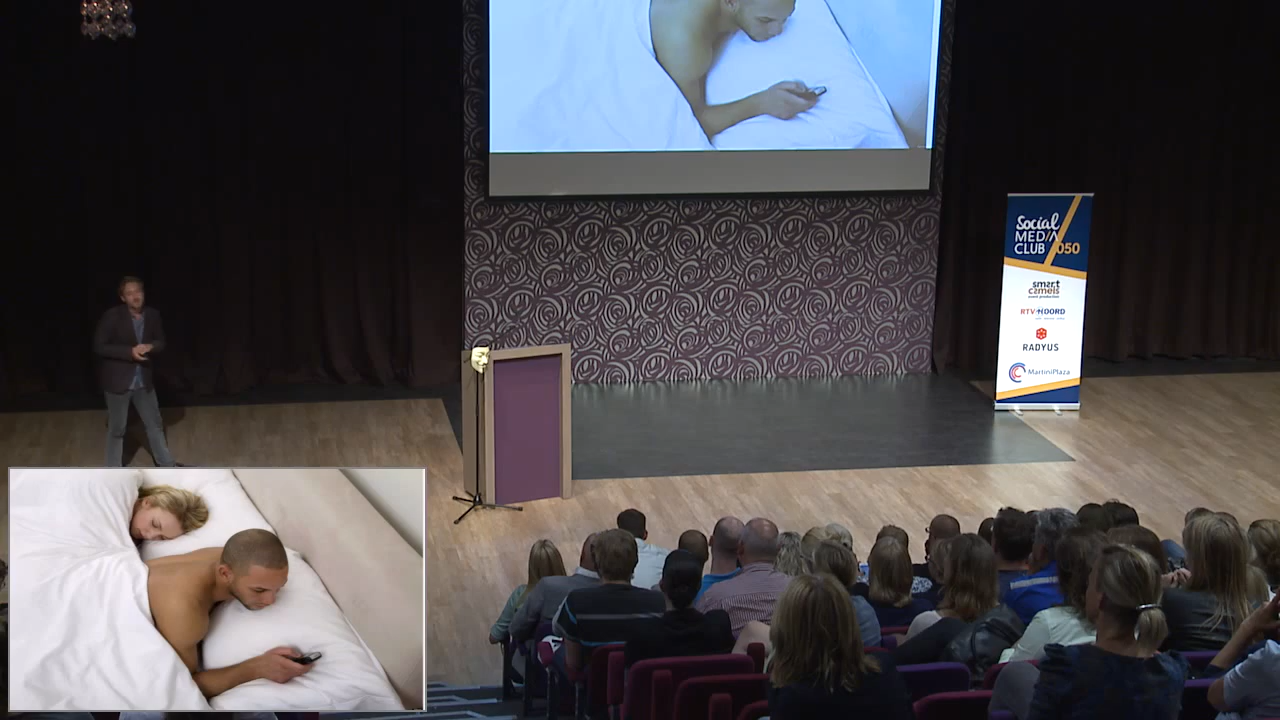 Social
MEDIA
CLUB /050
smart
camels
event production
RTV NOORD
RADYUS
MartiniPlaza